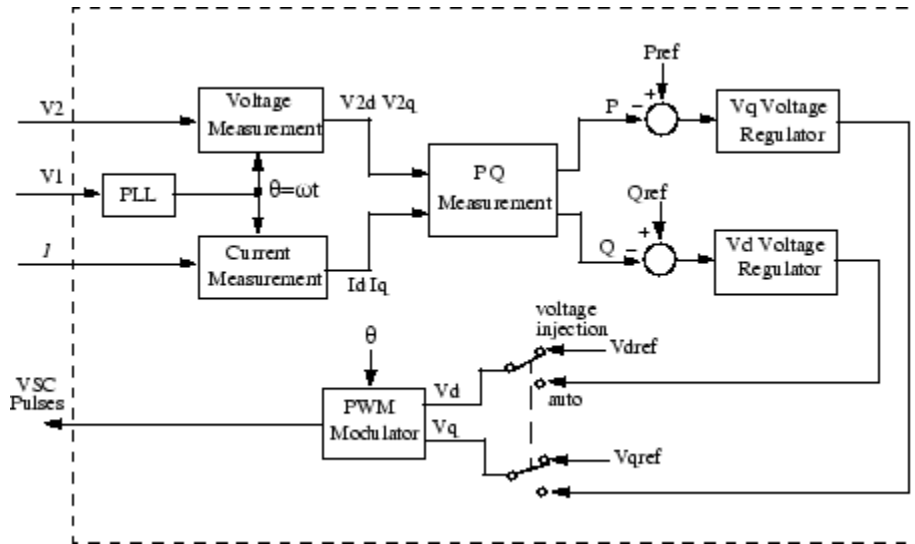 Pref
V2
Voltage
Measurement
V2d V2q
P
+
−
Vq Voltage
Regulator
V1
PLL
θ=ωt
PQ
Measurement
Qref
I
Current
Measurement
Id Iq
Q
+
−
Vd Voltage
Regulator
voltage
injection
θ
Vdref
VSC
Pulses
PWM
Modulator
Vd
auto
Vq
Vqref